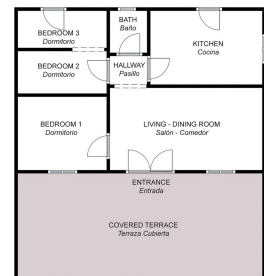 BEDROOM 3
Dormitorio
BATH
Baño
KITCHEN
Cocina
BEDROOM 2
Dormitorio
HALLWAY
Pasillo
BEDROOM 1
Dormitorio
LIVING - DINING ROOM
Salón - Comedor
ENTRANCE
Entrada
COVERED TERRACE
Terraza Cubierta